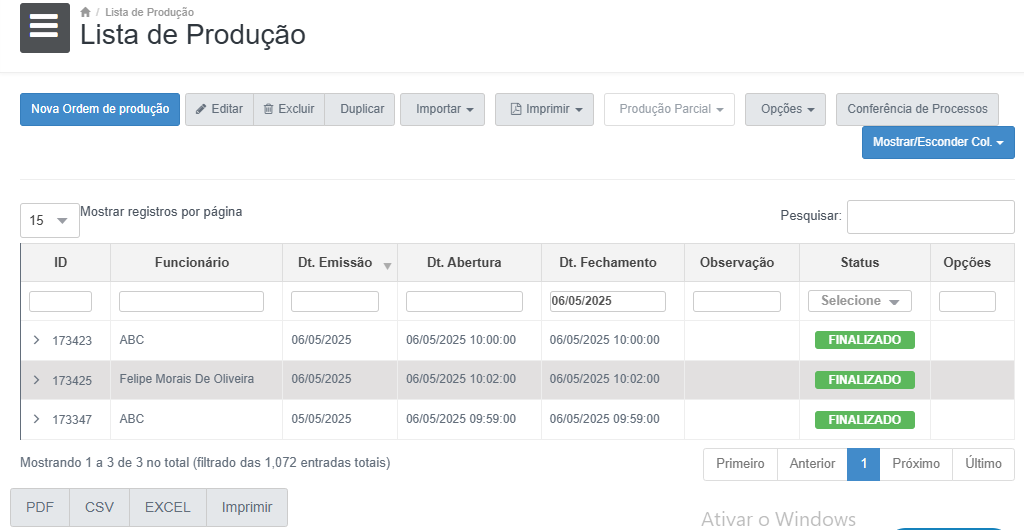 / Lista de Produção
Lista de Produção
Nova Ordem de produção Editar Excluir Duplicar Importar Imprimir Produção Parcial Opções Conferência de Processos
Mostrar/Esconder Col.
15 Mostrar registros por página Pesquisar:
ID Funcionário Dt. Emissão Dt. Abertura Dt. Fechamento Observação Status Opções
06/05/2025 Selecione
173423 ABC 06/05/2025 06/05/2025 10:00:00 06/05/2025 10:00:00 FINALIZADO
173425 Felipe Morais De Oliveira 06/05/2025 06/05/2025 10:02:00 06/05/2025 10:02:00 FINALIZADO
173347 ABC 05/05/2025 06/05/2025 09:59:00 06/05/2025 09:59:00 FINALIZADO
Mostrando 1 a 3 de 3 no total (filtrado das 1,072 entradas totais) Primeiro Anterior 1 Próximo Último
PDF CSV EXCEL Imprimir
Ativar o Windows